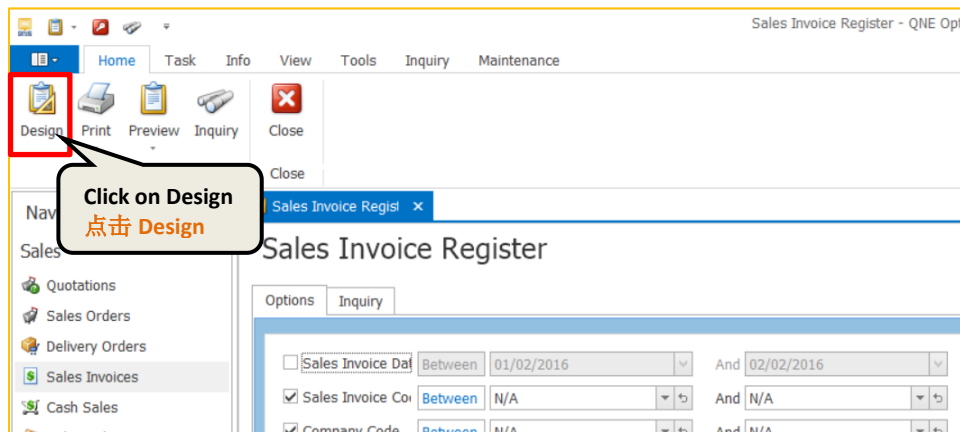 Sales Invoice Register - QNE Opt
Home Task Info View Tools Inquiry Maintenance
Design Print Preview Inquiry Close
Close
Click on Design
点击 Design
Nav
Sales Invoice Regist
Sales
Sales Invoice Register
Quotations
Sales Orders
Delivery Orders
Sales Invoices
Cash Sales
Options Inquiry
Sales Invoice Dat Between 01/02/2016 And 02/02/2016
Sales Invoice Co Between N/A And N/A
Company Code Between N/A And N/A